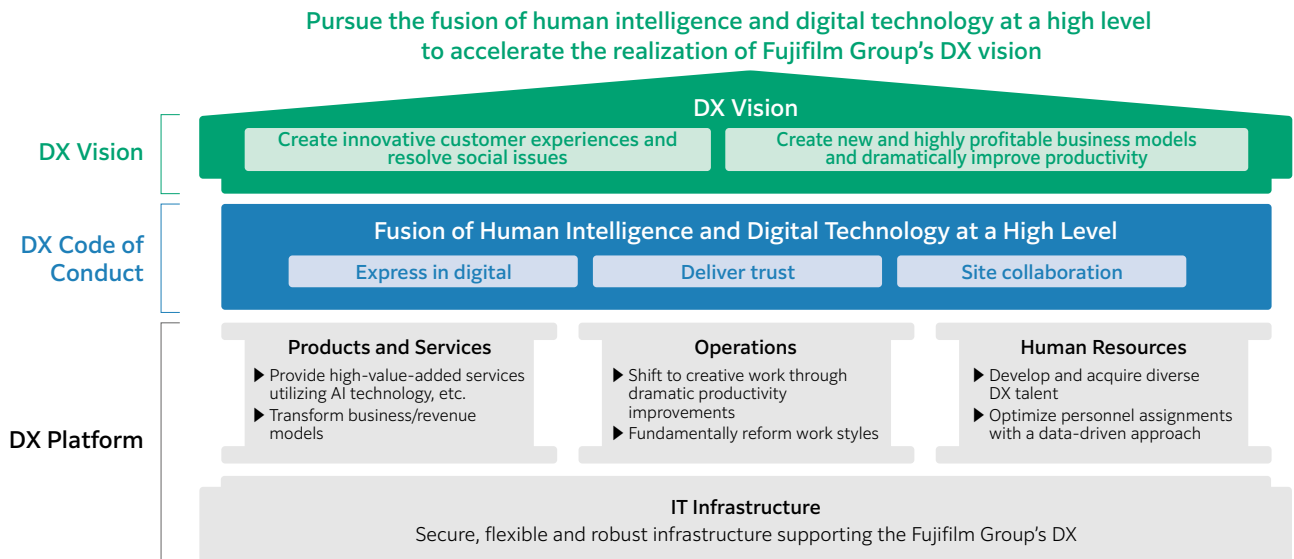 Pursue the fusion of human intelligence and digital technology at a high level
to accelerate the realization of Fujifilm Group's DX vision
DX Vision
DX Vision
Create innovative customer experiences and
resolve social issues
Create new and highly profitable business models
and dramatically improve productivity
DX Code of
Conduct
Fusion of Human Intelligence and Digital Technology at a High Level
Express in digital
Deliver trust
Site collaboration
DX Platform
Products and Services
▶ Provide high-value-added services
utilizing AI technology, etc.
▶ Transform business/revenue
models
Operations
▶ Shift to creative work through
dramatic productivity
improvements
▶ Fundamentally reform work styles
Human Resources
▶ Develop and acquire diverse
DX talent
▶ Optimize personnel assignments
with a data-driven approach
IT Infrastructure
Secure, flexible and robust infrastructure supporting the Fujifilm Group's DX